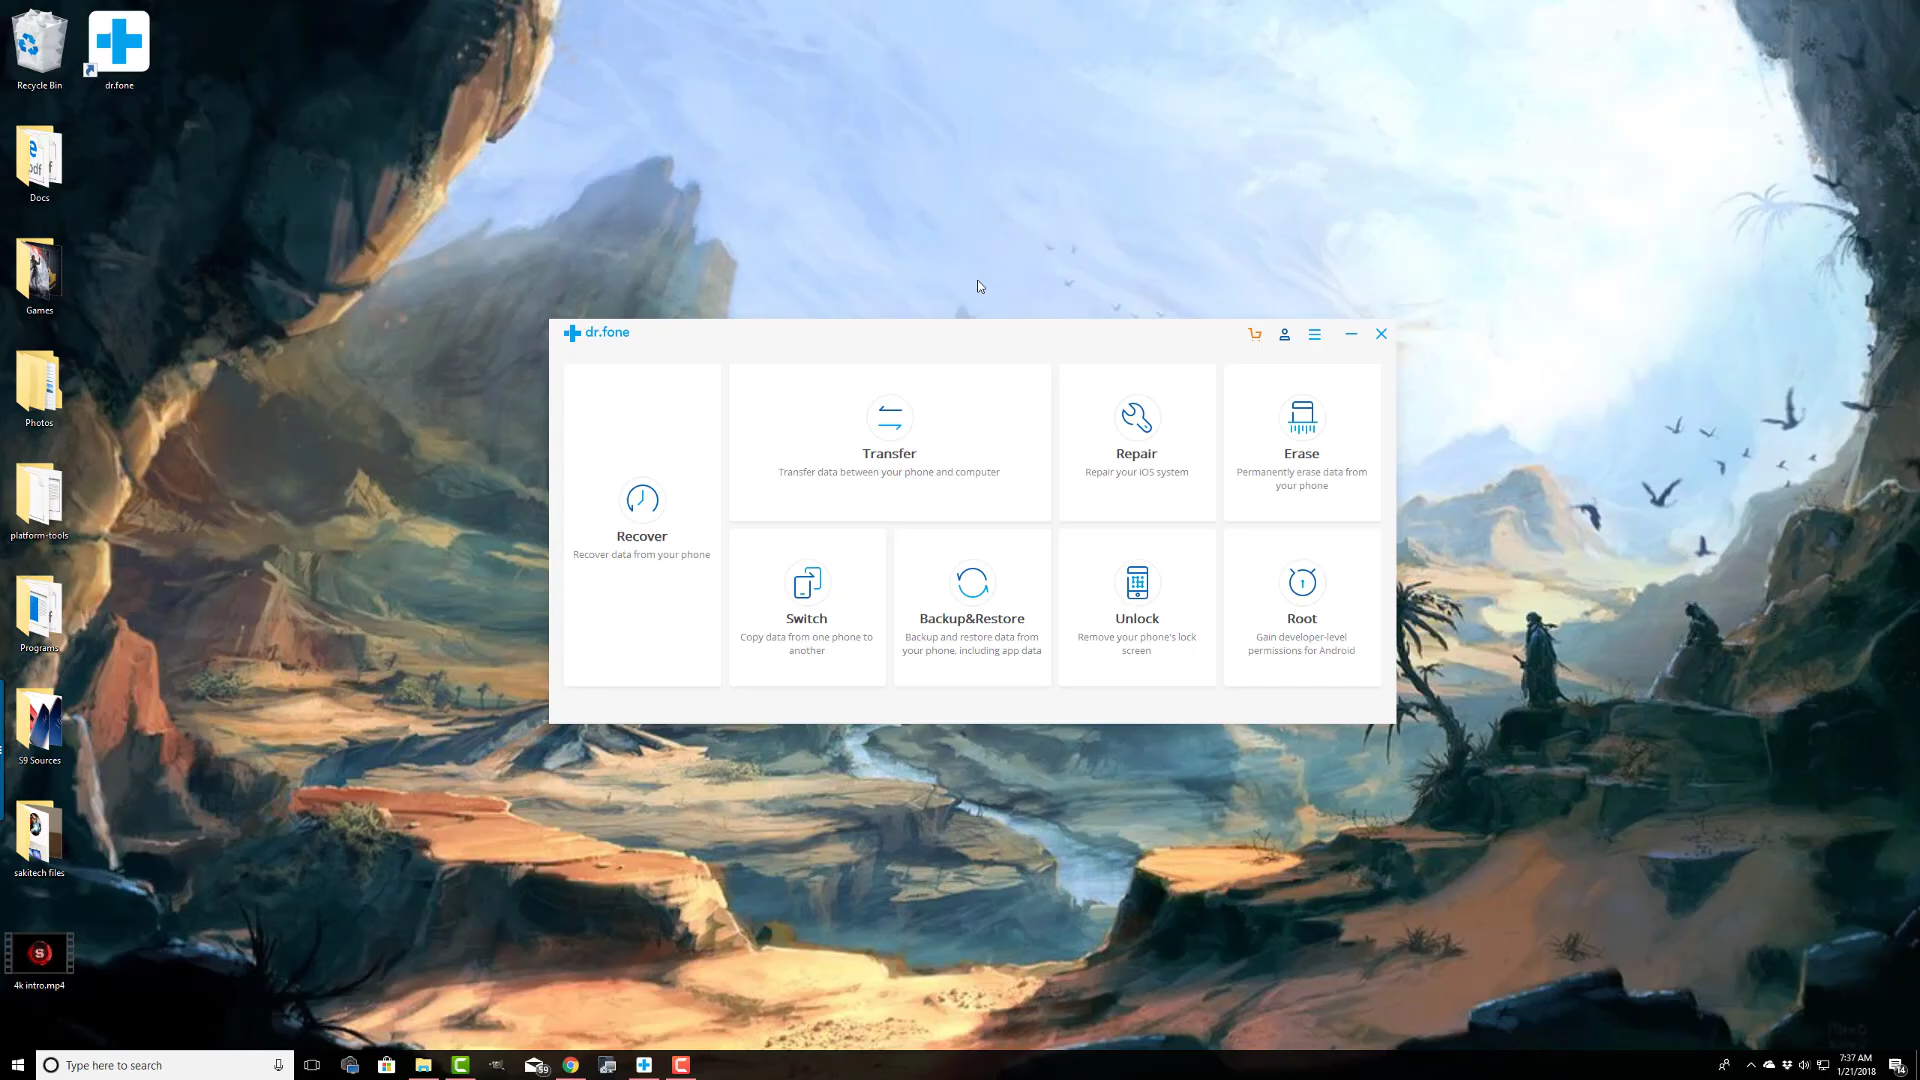 Recycle Bin
dr.fone
Docs
Games
Photos
platform-tools
Programs
S9 Sources
sakitech files
4k intro.mp4
dr.fone
Recover
Recover data from your phone
Transfer
Transfer data between your phone and computer
Repair
Repair your iOS system
Erase
Permanently erase data from
your phone
Switch
Copy data from one phone to
another
Backup&Restore
Backup and restore data from
your phone, including app data
Unlock
Remove your phone's lock
screen
Root
Gain developer-level
permissions for Android
Type here to search
59
7:37 AM
1/21/2018
14